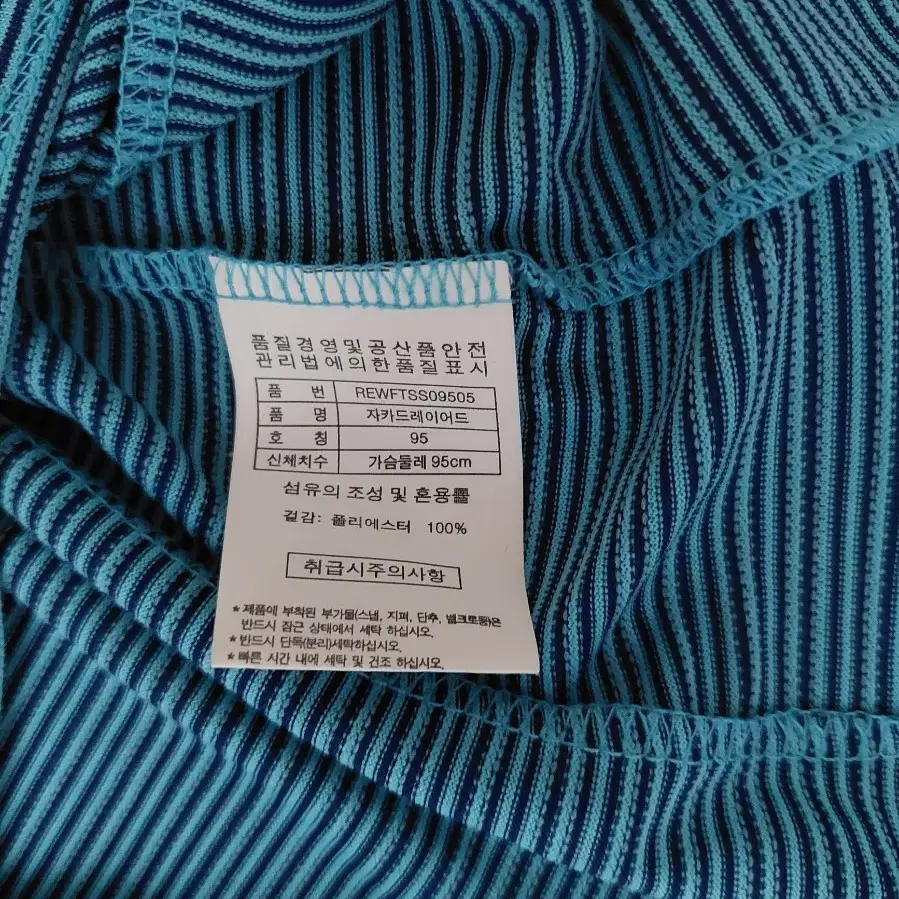 품질경영및공산품안전
관리법에의한품질표시
품 번 REWFTSS09505
품 명 자카드레이어드
호 칭 95
신체치수 가슴둘레 95cm
섬유의 조성 및 혼용률
겉감: 폴리에스터 100%
취급시주의사항
*제품에 부착된 부가물(스냅, 지퍼, 단추, 벨크로등)은
반드시 잠근 상태에서 세탁 하십시오.
*반드시 단독(분리)세탁하십시오.
*빠른 시간 내에 세탁 및 건조 하십시오.